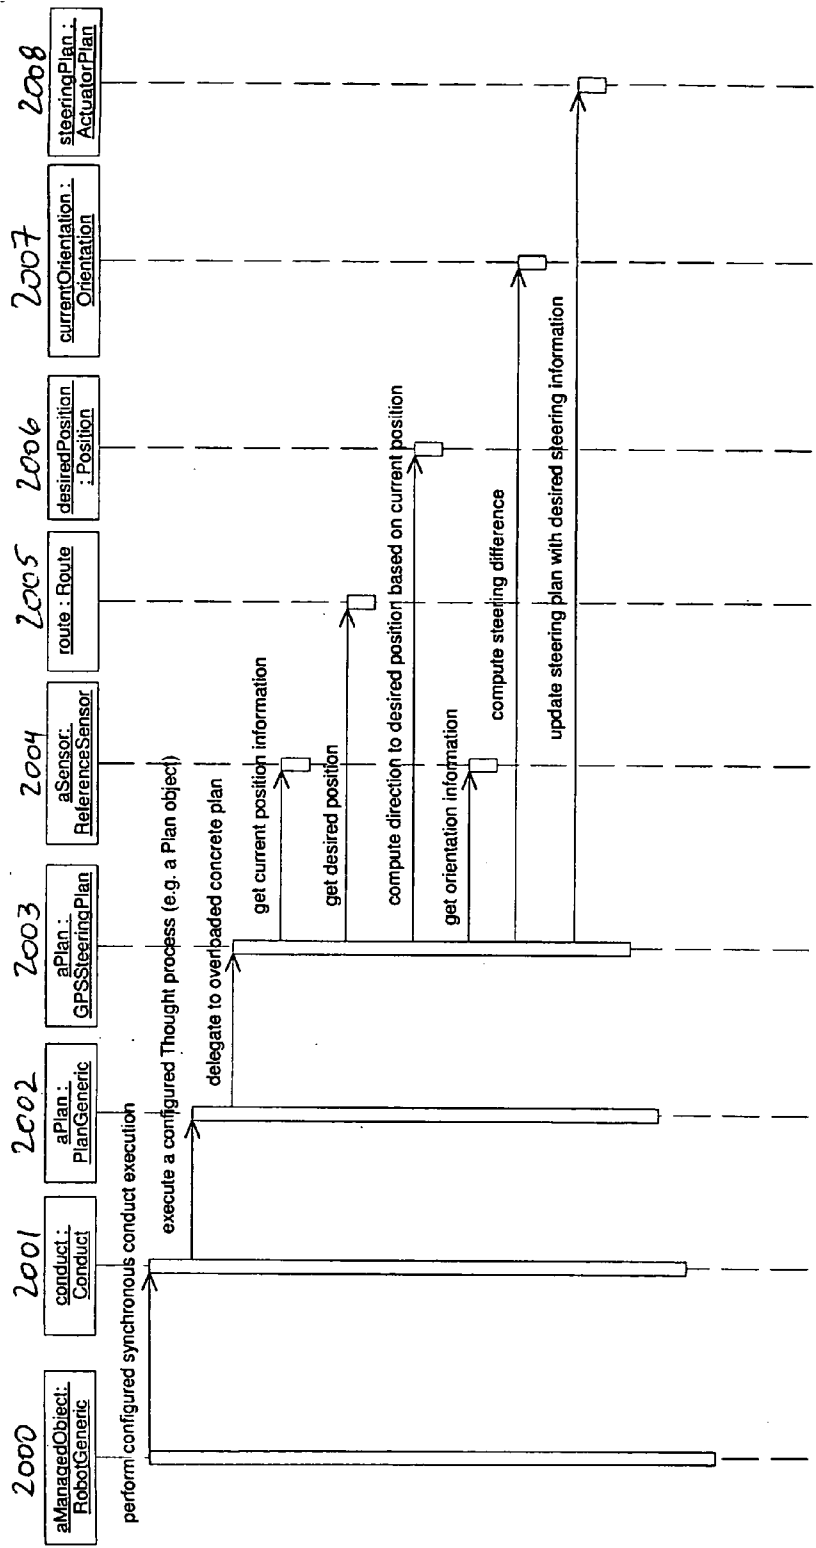 2000
aManagedObject:
RobotGeneric
2001
conduct :
Conduct
2002
aPlan :
PlanGeneric
2003
aPlan :
GPSSteeringPlan
2004
aSensor:
ReferenceSensor
2005
route : Route
2006
desiredPosition
: Position
2007
currentOrientation :
Orientation
2008
steeringPlan :
ActuatorPlan
perform configured synchronous conduct execution
execute a configured Thought process (e.g. a Plan object)
delegate to overloaded concrete plan
get current position information
get desired position
compute direction to desired position based on current position
get orientation information
compute steering difference
update steering plan with desired steering information